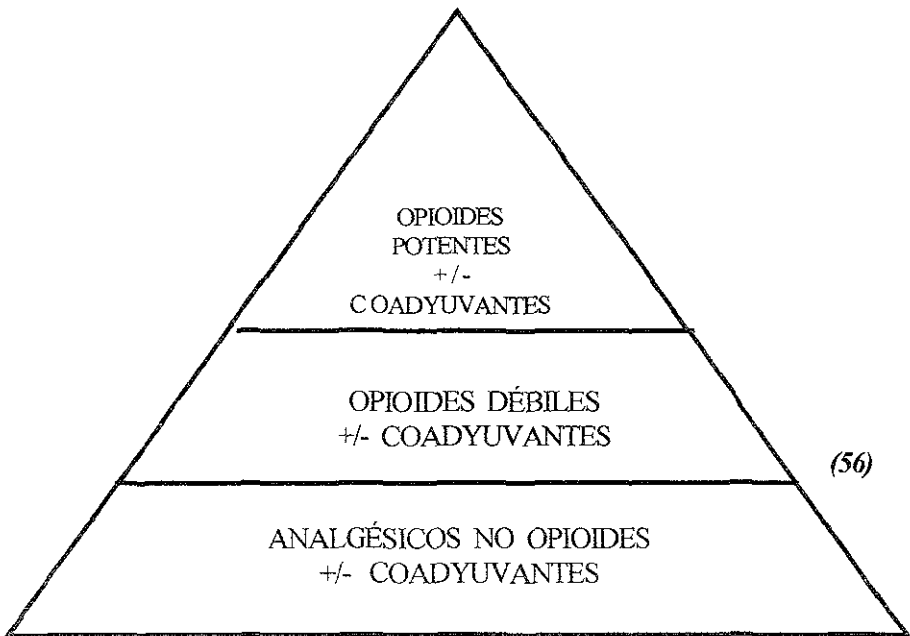 OPIOIDES
POTENTES
+/-
COADYUVANTES
OPIOIDES DÉBILES
+/- COADYUVANTES
(56)
ANALGÉSICOS NO OPIOIDES
+/- COADYUVANTES